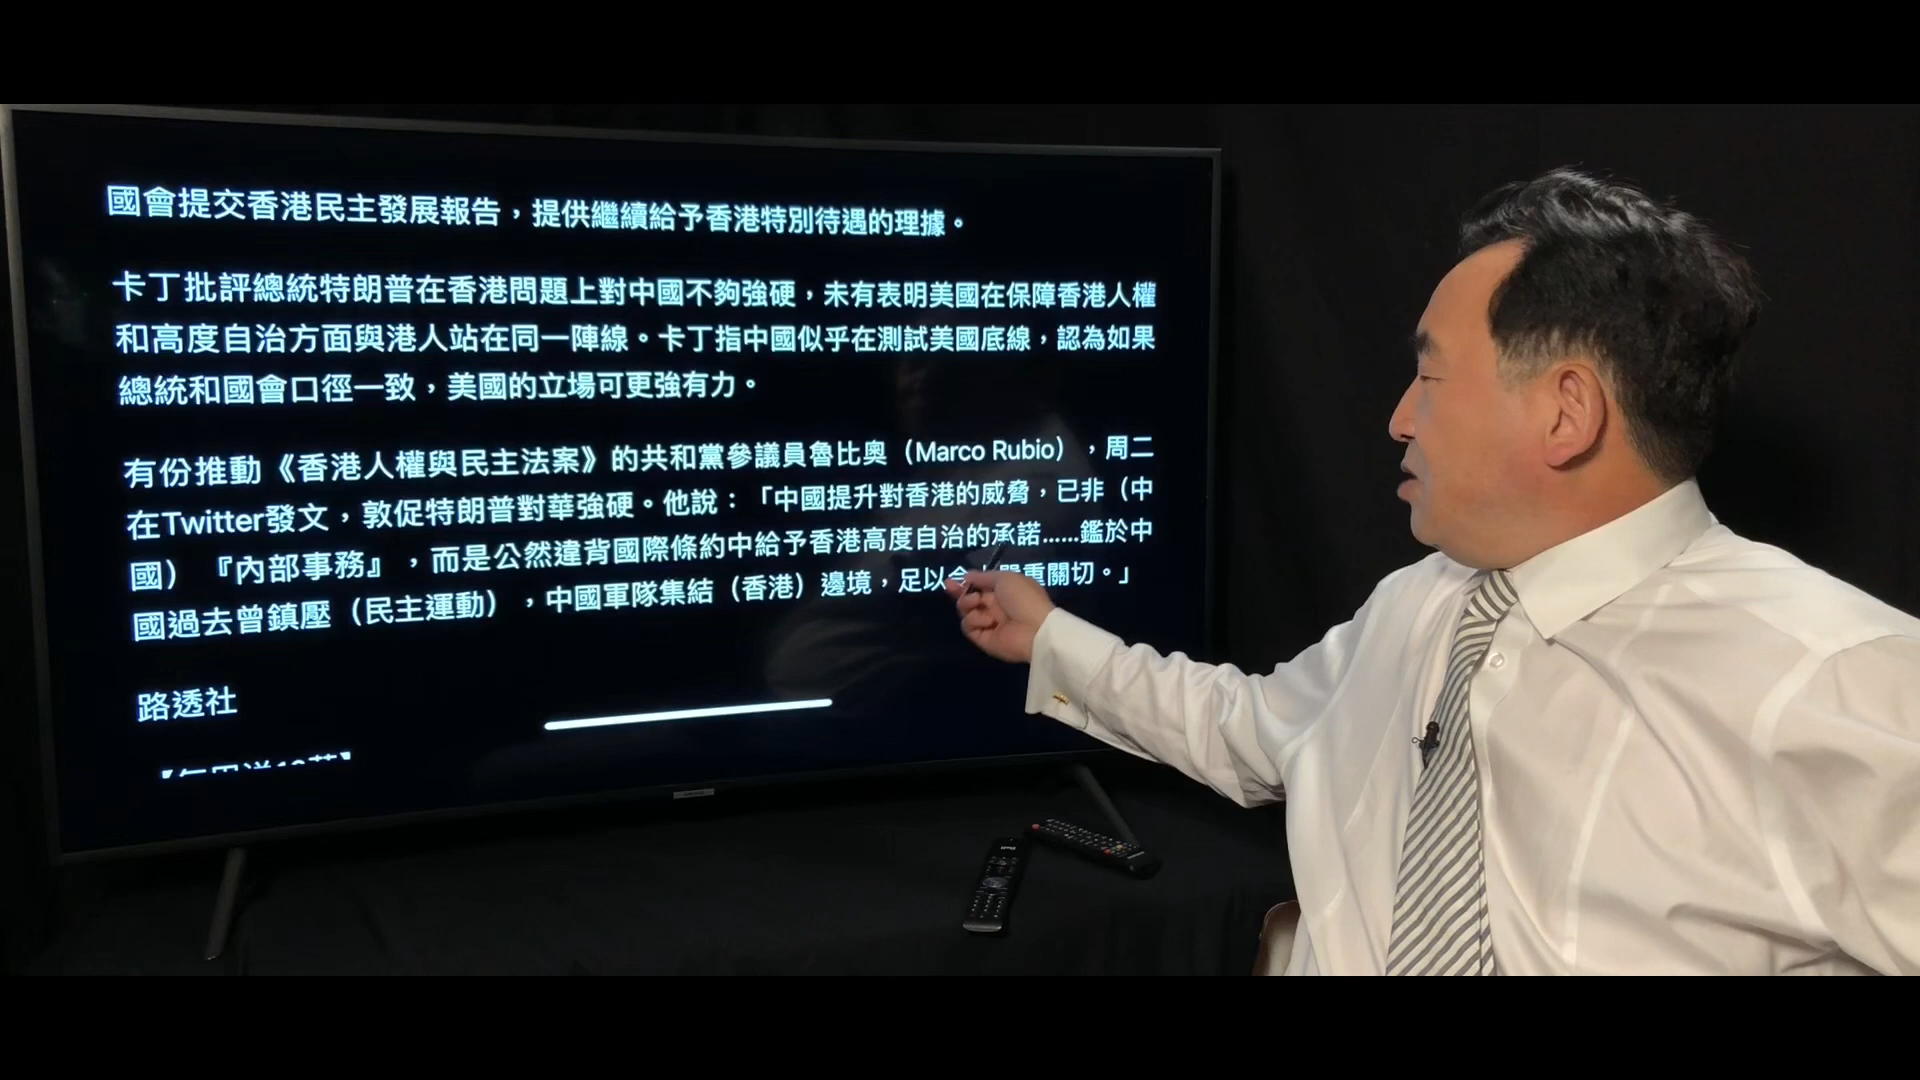 國會提交香港民主發展報告，提供繼續給予香港特別待遇的理據。
卡丁批評總統特朗普在香港問題上對中國不夠強硬，未有表明美國在保障香港人權
和高度自治方面與港人站在同一陣線。卡丁指中國似乎在測試美國底線，認為如果
總統和國會口徑一致，美國的立場可更強有力。
有份推動《香港人權與民主法案》的共和黨參議員魯比奧（Marco Rubio），周二
在Twitter發文，敦促特朗普對華強硬。他說：「中國提升對香港的威脅，已非（中
國）『內部事務』，而是公然違背國際條約中給予香港高度自治的承諾……鑑於中
國過去曾鎮壓（民主運動），中國軍隊集結（香港）邊境，足以重關切。」
路透社